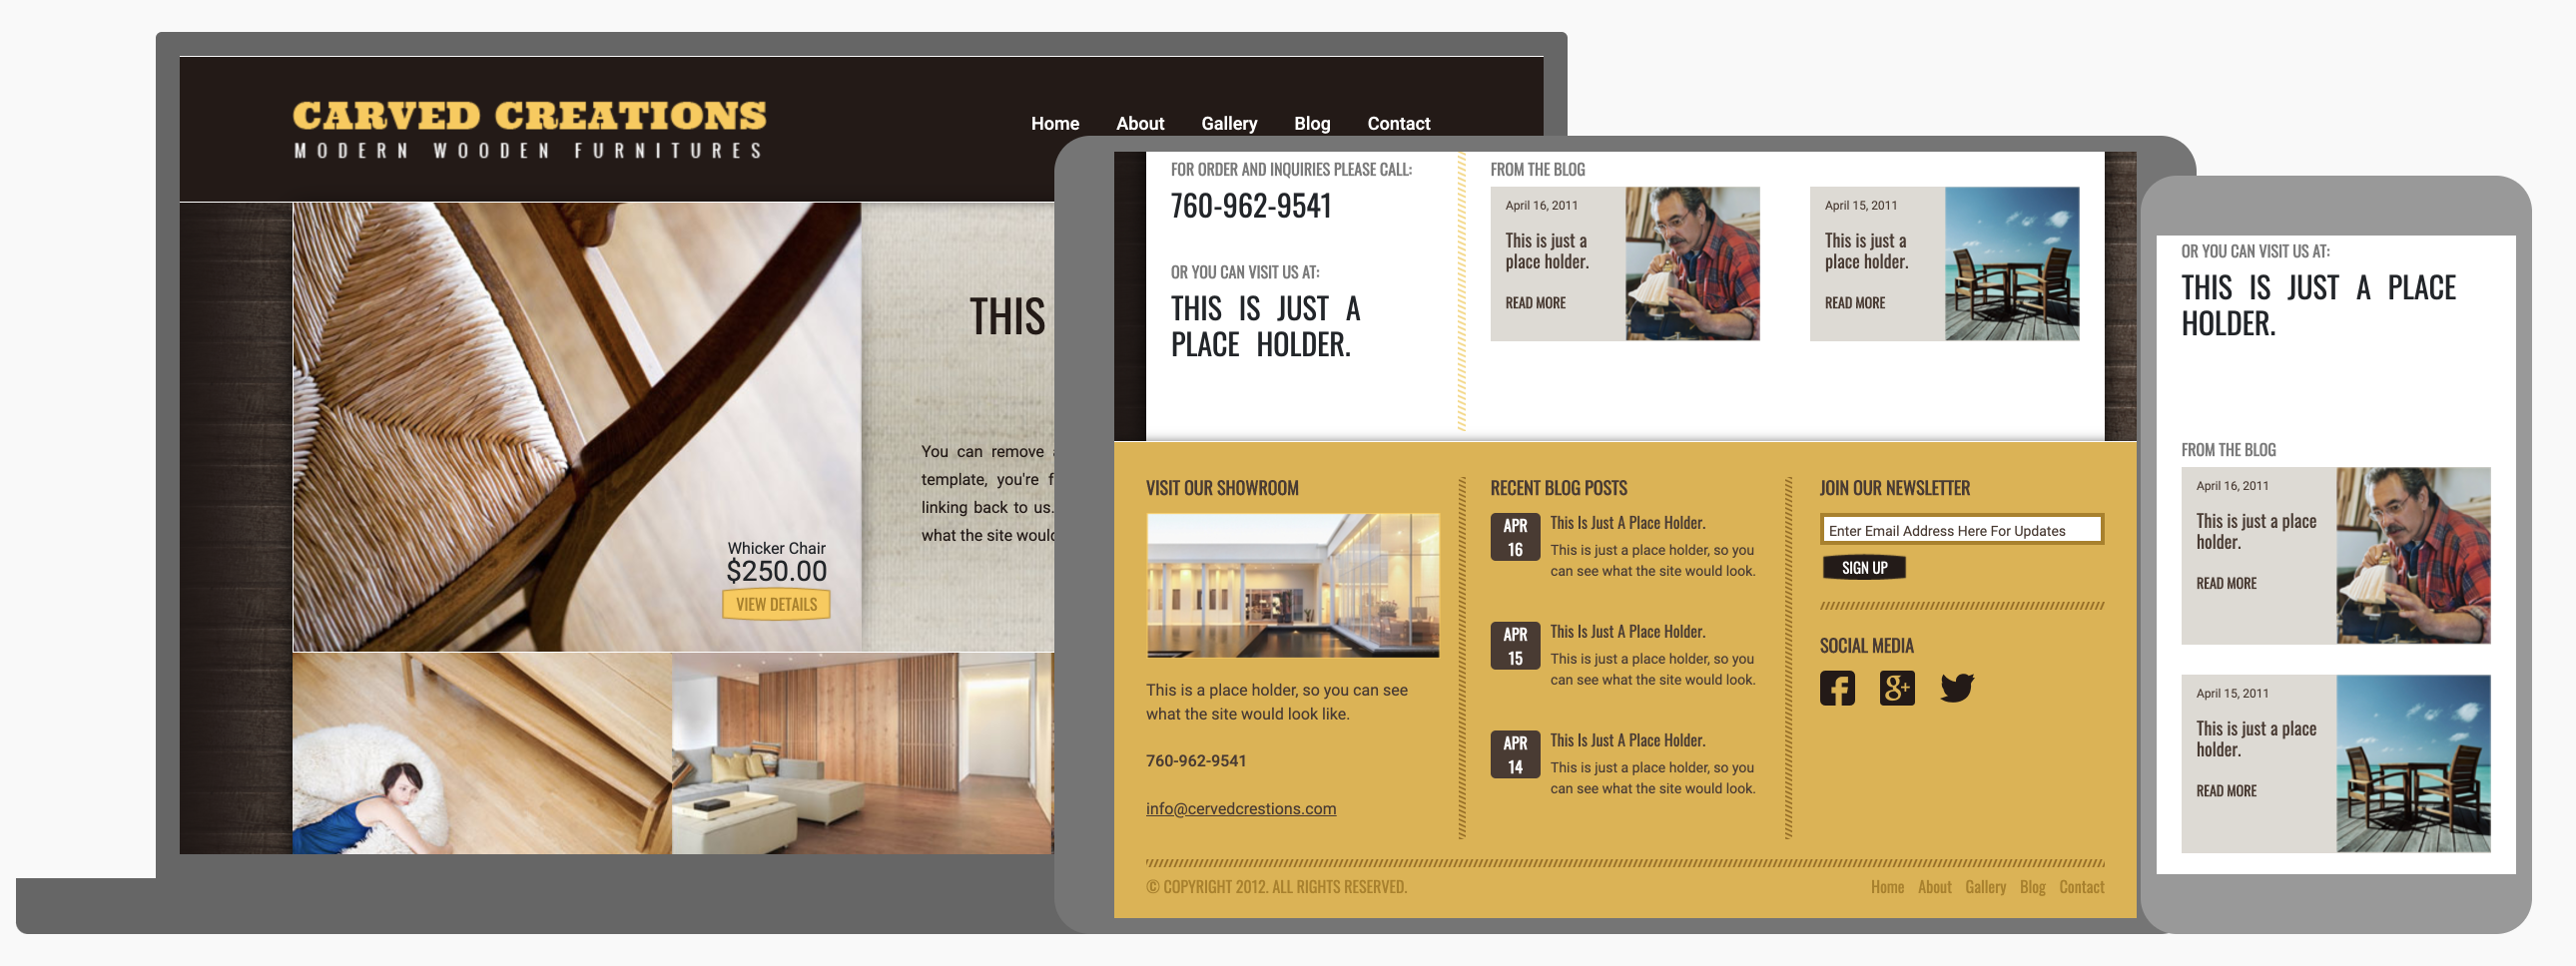 CARVED CREATIONS
MODERN WOODEN FURNITURES
Home About Gallery Blog Contact
THIS
You can remove
template, you're f
linking back to us.
what the site would
Whicker Chair
$250.00
VIEW DETAILS
FOR ORDER AND INQUIRIES PLEASE CALL:
760-962-9541
OR YOU CAN VISIT US AT:
THIS IS JUST A
PLACE HOLDER.
FROM THE BLOG
April 16, 2011
This is just a
place holder.
READ MORE
April 15, 2011
This is just a
place holder.
READ MORE
VISIT OUR SHOWROOM
This is a place holder, so you can see
what the site would look like.
760-962-9541
info@cervedcrestions.com
RECENT BLOG POSTS
APR
16
This Is Just A Place Holder.
This is just a place holder, so you
can see what the site would look.
APR
15
This Is Just A Place Holder.
This is just a place holder, so you
can see what the site would look.
APR
14
This Is Just A Place Holder.
This is just a place holder, so you
can see what the site would look.
JOIN OUR NEWSLETTER
Enter Email Address Here For Updates
SIGN UP
SOCIAL MEDIA
© COPYRIGHT 2012. ALL RIGHTS RESERVED.
Home About Gallery Blog Contact
OR YOU CAN VISIT US AT:
THIS IS JUST A PLACE
HOLDER.
FROM THE BLOG
April 16, 2011
This is just a place
holder.
READ MORE
April 15, 2011
This is just a place
holder.
READ MORE